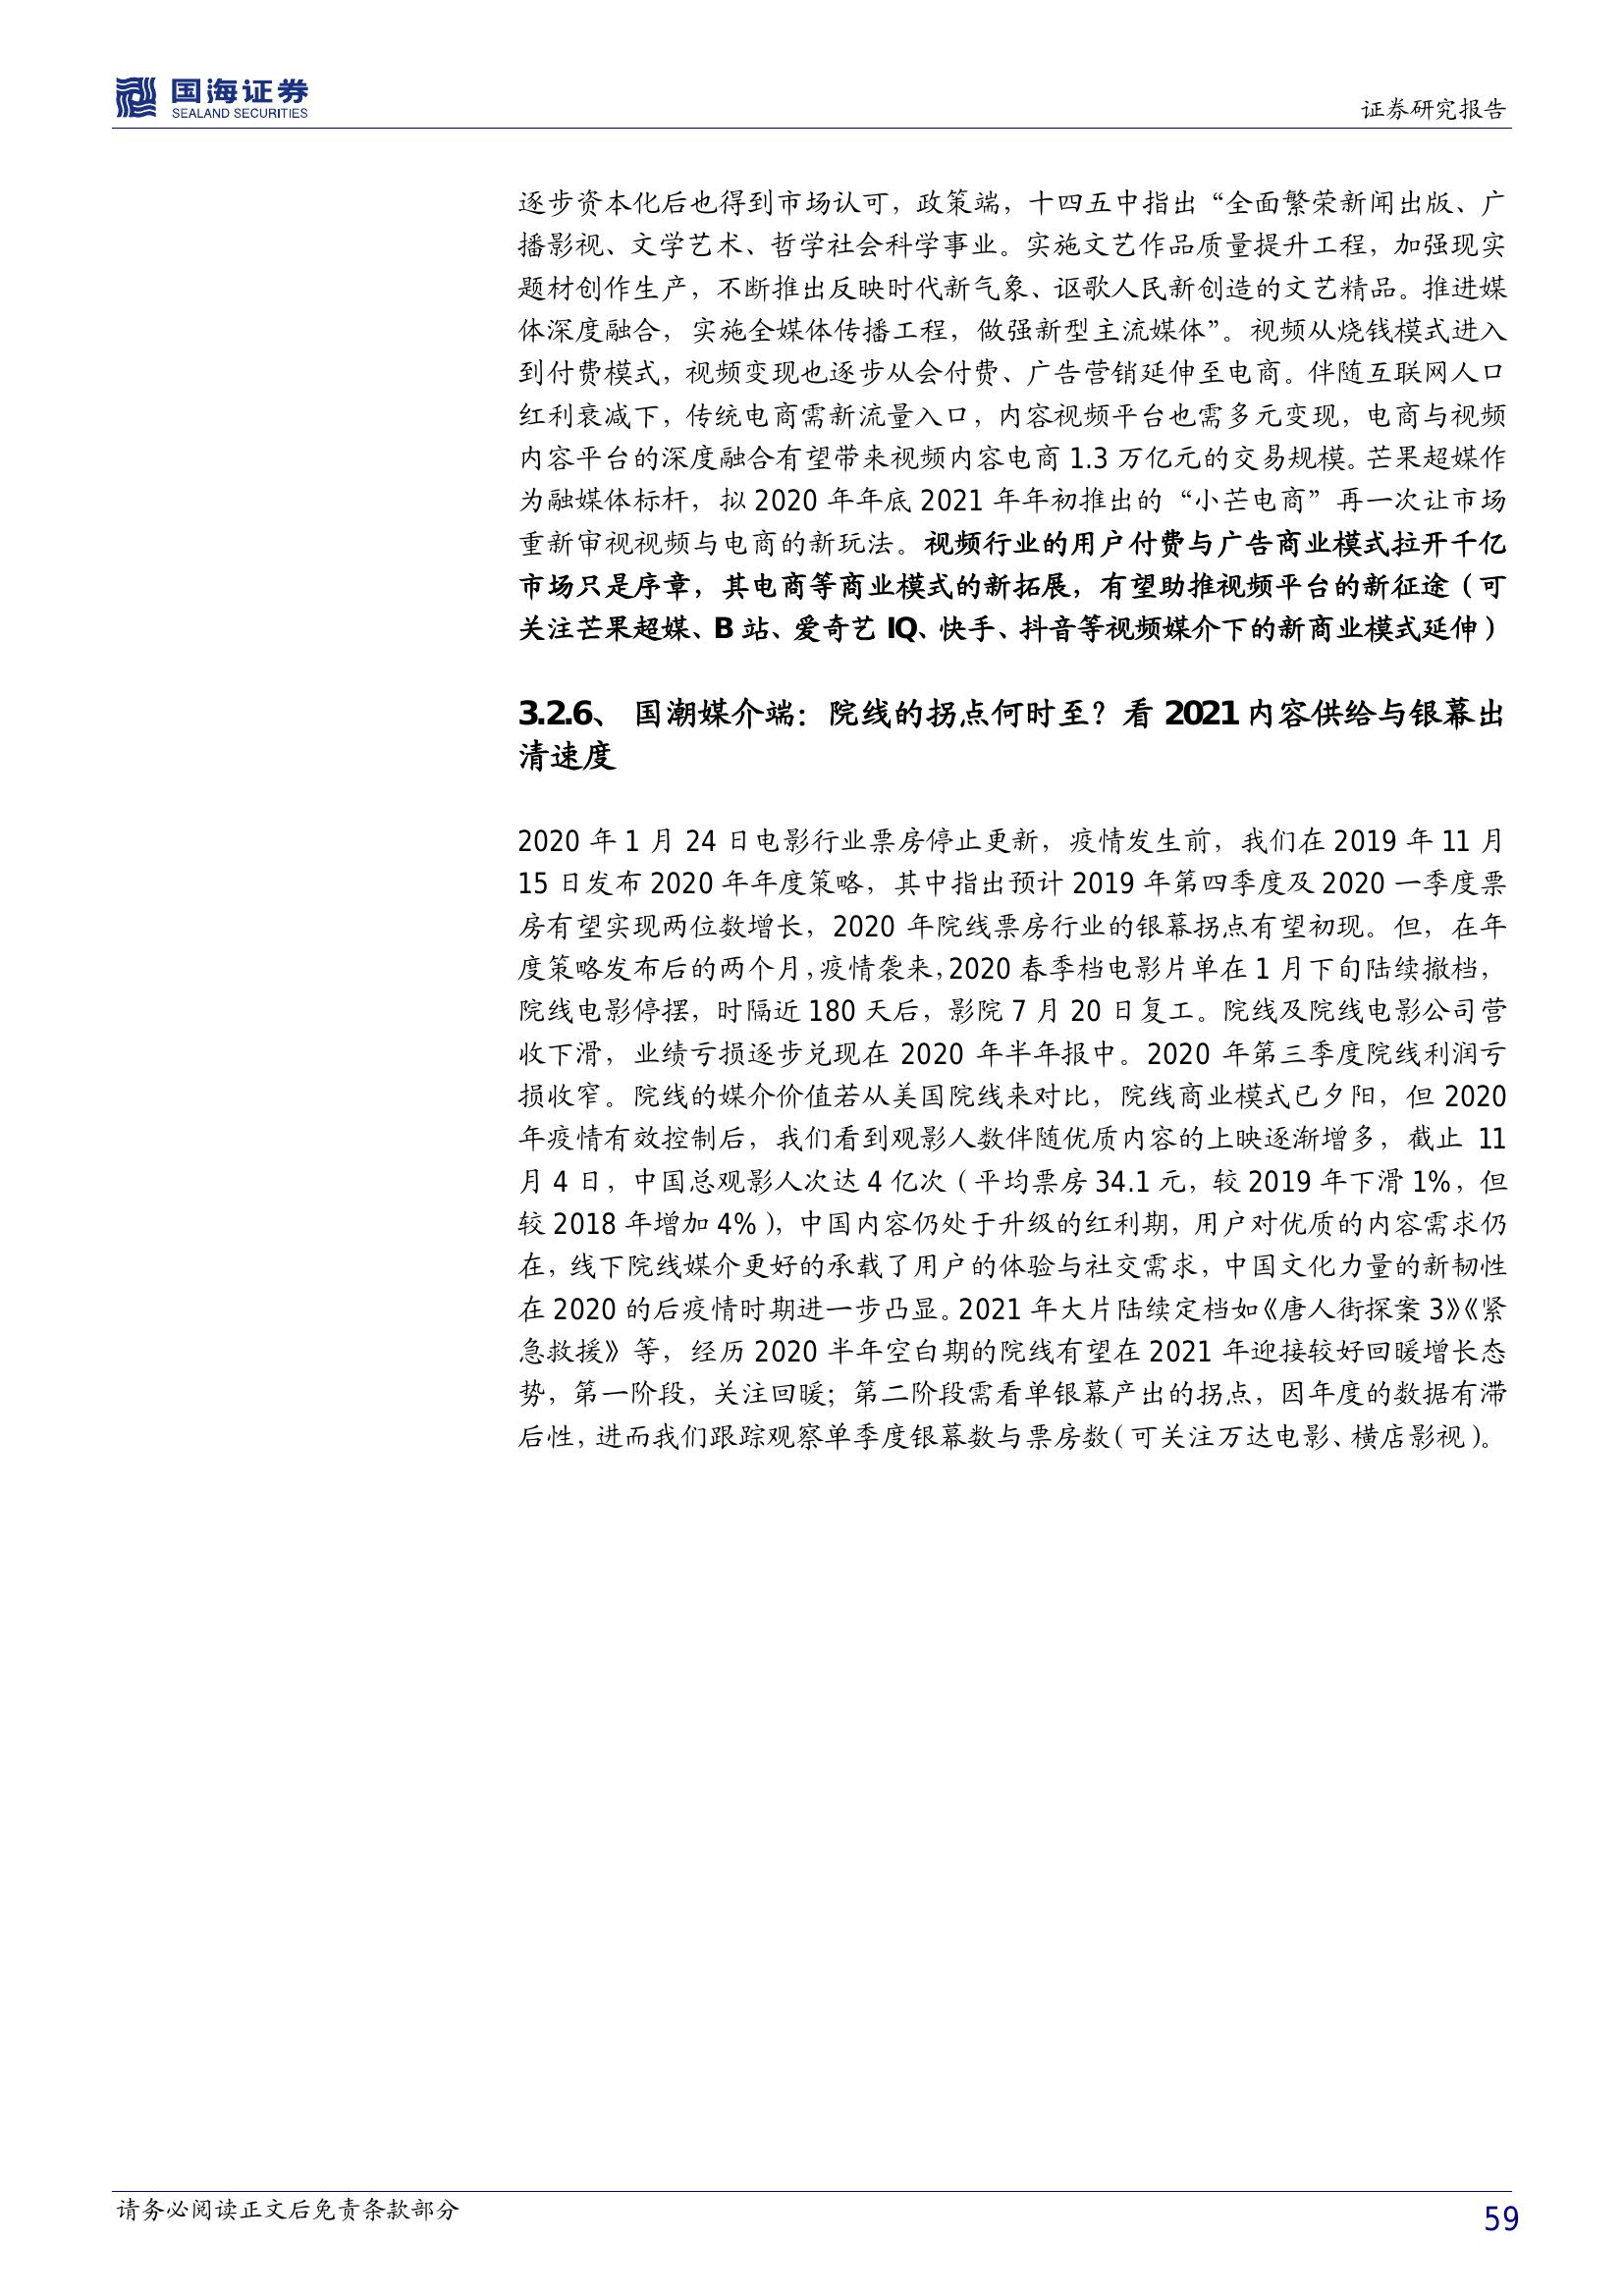 国海证券
SEALAND SECURITIES
证券研究报告
逐步资本化后也得到市场认可，政策端，十四五中指出“全面繁荣新闻出版、广
播影视、文学艺术、哲学社会科学事业。实施文艺作品质量提升工程，加强现实
题材创作生产，不断推出反映时代新气象、讴歌人民新创造的文艺精品。推进媒
体深度融合，实施全媒体传播工程，做强新型主流媒体”。视频从烧钱模式进入
到付费模式，视频变现也逐步从会付费、广告营销延伸至电商。伴随互联网人口
红利衰减下，传统电商需新流量入口，内容视频平台也需多元变现，电商与视频
内容平台的深度融合有望带来视频内容电商 1.3 万亿元的交易规模。芒果超媒作
为融媒体标杆，拟 2020 年年底 2021 年年初推出的“小芒电商”再一次让市场
重新审视视频与电商的新玩法。视频行业的用户付费与广告商业模式拉开千亿
市场只是序章，其电商等商业模式的新拓展，有望助推视频平台的新征途（可
关注芒果超媒、B 站、爱奇艺 IQ、快手、抖音等视频媒介下的新商业模式延伸）
3.2.6、 国潮媒介端：院线的拐点何时至？看 2021 内容供给与银幕出
清速度
2020 年 1 月 24 日电影行业票房停止更新，疫情发生前，我们在 2019 年 11 月
15 日发布 2020 年年度策略，其中指出预计 2019 年第四季度及 2020 一季度票
房有望实现两位数增长，2020 年院线票房行业的银幕拐点有望初现。但，在年
度策略发布后的两个月，疫情袭来，2020 春季档电影片单在 1 月下旬陆续撤档，
院线电影停摆，时隔近 180 天后，影院 7 月 20 日复工。院线及院线电影公司营
收下滑，业绩亏损逐步兑现在 2020 年半年报中。2020 年第三季度院线利润亏
损收窄。院线的媒介价值若从美国院线来对比，院线商业模式已夕阳，但 2020
年疫情有效控制后，我们看到观影人数伴随优质内容的上映逐渐增多，截止 11
月 4 日，中国总观影人次达 4 亿次（平均票房 34.1 元，较 2019 年下滑 1%，但
较 2018 年增加 4%），中国内容仍处于升级的红利期，用户对优质的内容需求仍
在，线下院线媒介更好的承载了用户的体验与社交需求，中国文化力量的新韧性
在 2020 的后疫情时期进一步凸显。2021 年大片陆续定档如《唐人街探案 3》《紧
急救援》等，经历 2020 半年空白期的院线有望在 2021 年迎接较好回暖增长态
势，第一阶段，关注回暖；第二阶段需看单银幕产出的拐点，因年度的数据有滞
后性，进而我们跟踪观察单季度银幕数与票房数（可关注万达电影、横店影视）。
请务必阅读正文后免责条款部分
59